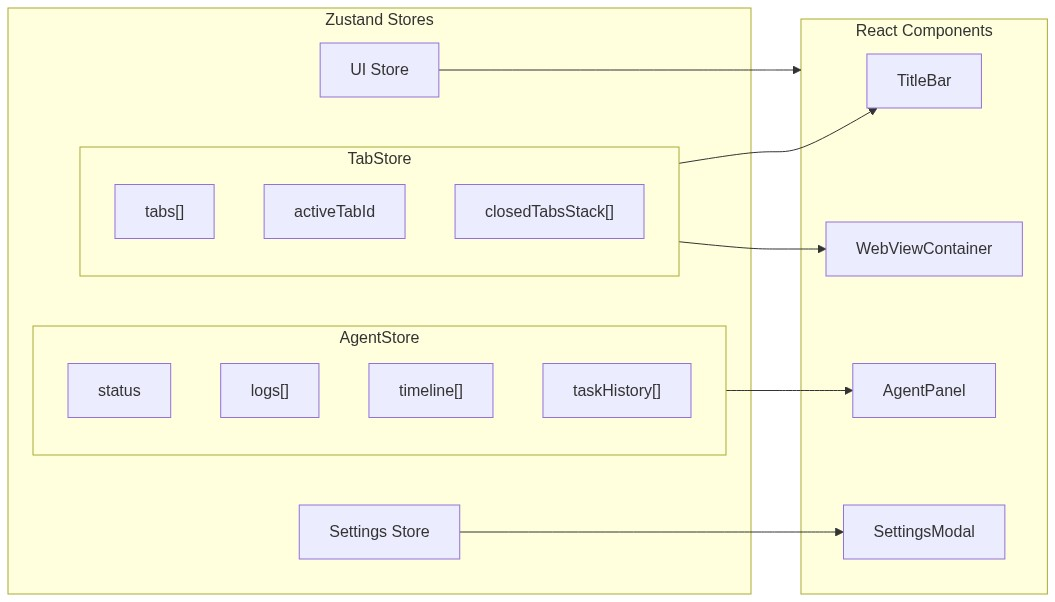 Zustand Stores
UI Store
TabStore
tabs[]
activeTabId
closedTabsStack[]
AgentStore
status
logs[]
timeline[]
taskHistory[]
Settings Store
React Components
TitleBar
WebViewContainer
AgentPanel
SettingsModal